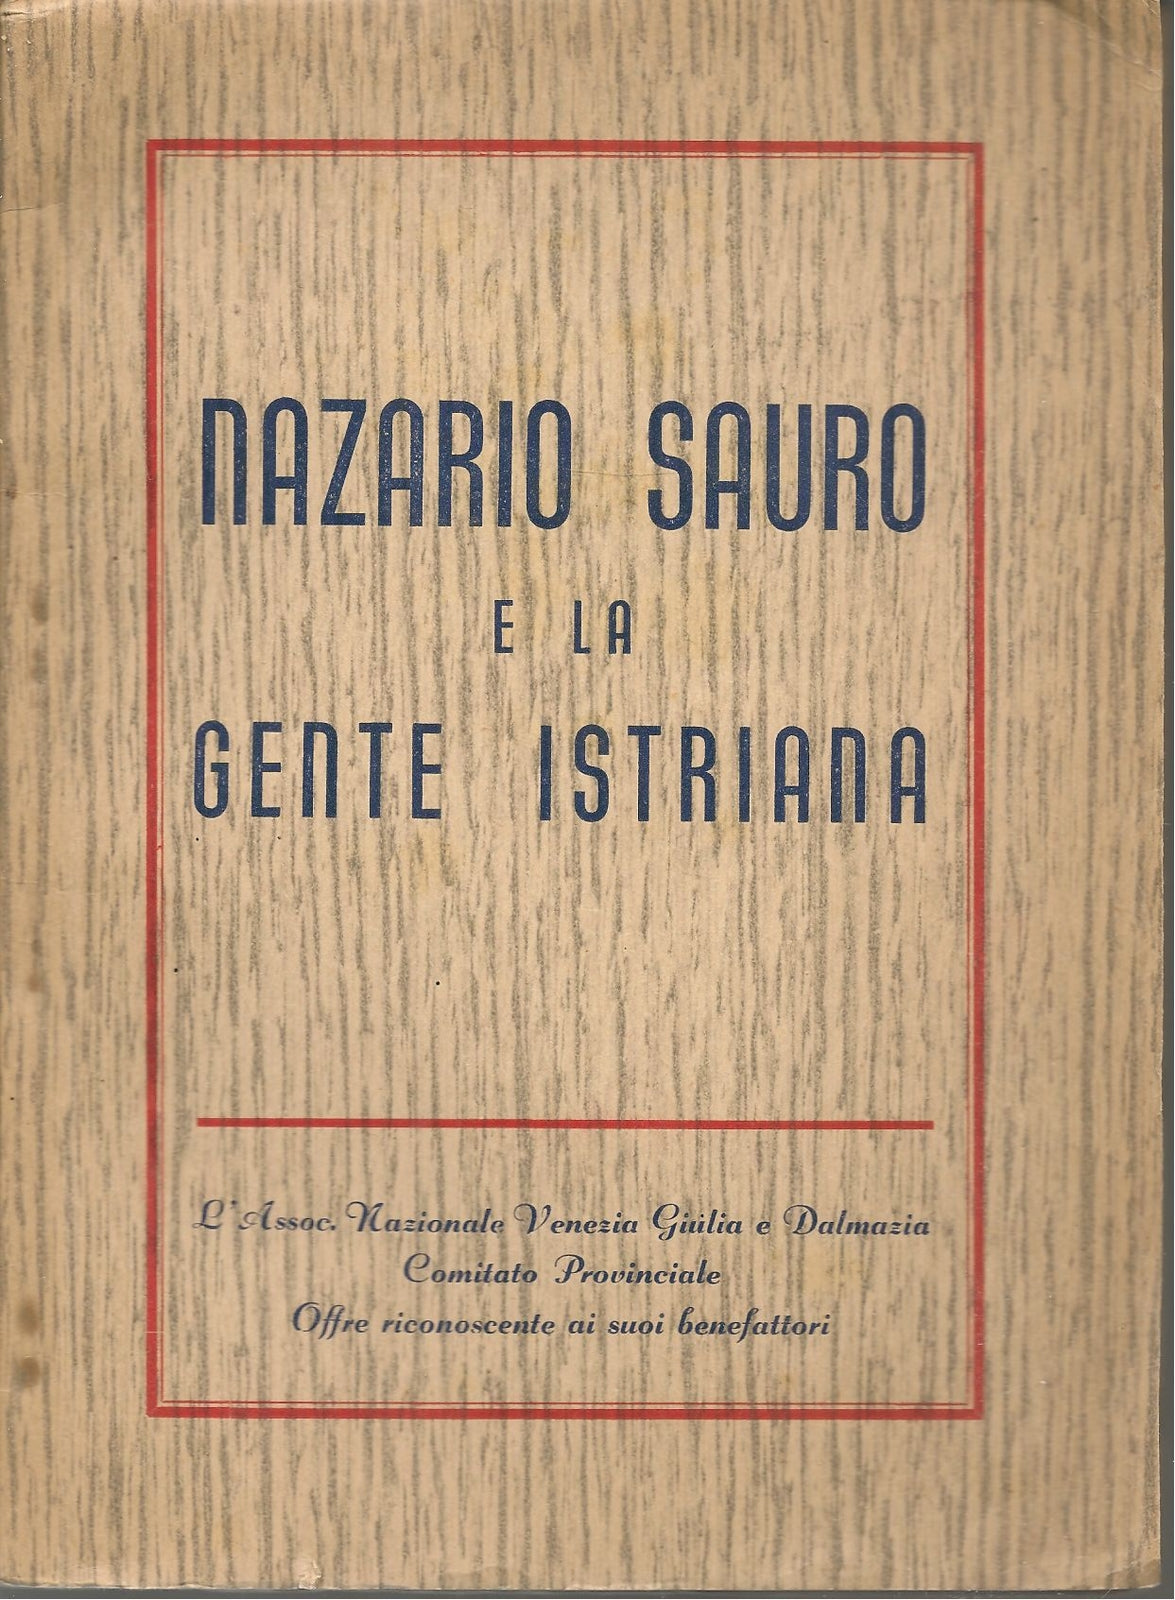 NAZARIO SAURO
E LA
GENTE ISTRIANA
L'Assoc. Nazionale Venezia Giulia e Dalmazia
Comitato Provinciale
Offre riconoscente ai suoi benefattori